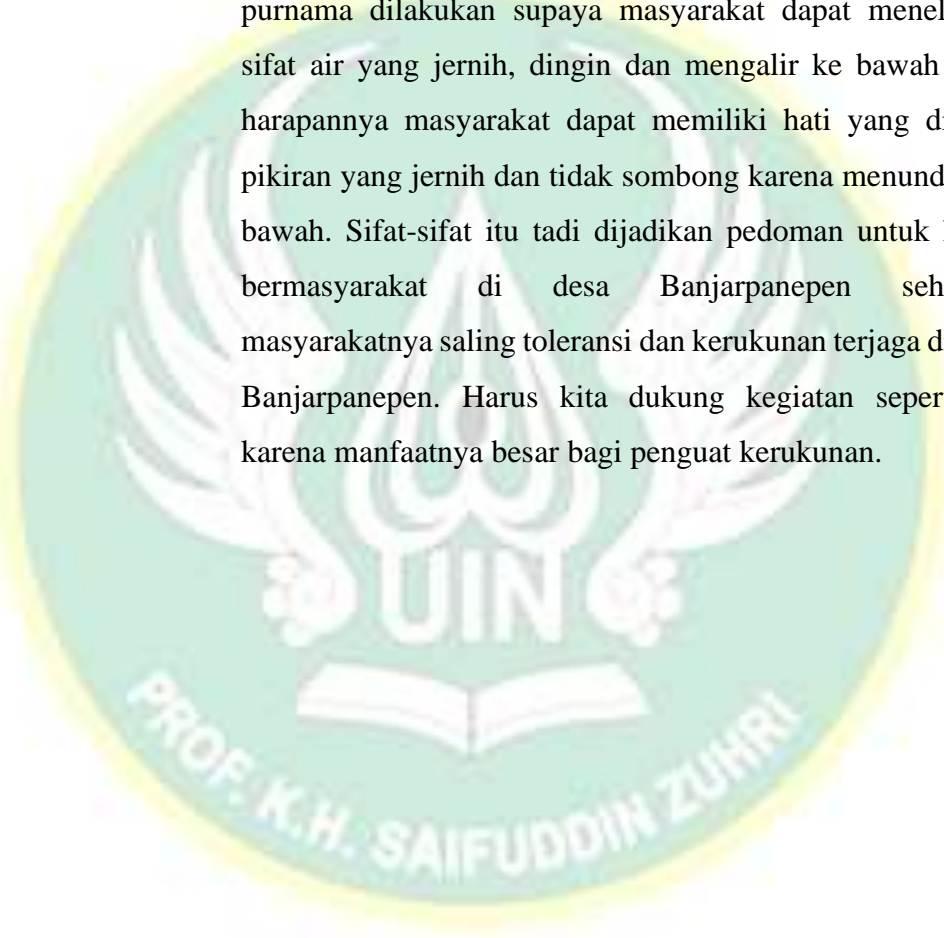 purnama dilakukan supaya masyarakat dapat menel
sifat air yang jernih, dingin dan mengalir ke bawah
harapannya masyarakat dapat memiliki hati yang di
pikiran yang jernih dan tidak sombong karena menund
bawah. Sifat-sifat itu tadi dijadikan pedoman untuk
bermasyarakat di desa Banjarpanepen seh
masyarakatnya saling toleransi dan kerukunan terjaga d
Banjarpanepen. Harus kita dukung kegiatan seper
karena manfaatnya besar bagi penguat kerukunan.
UIN
PROF. K.H. SAIFUDDIN ZUHRI